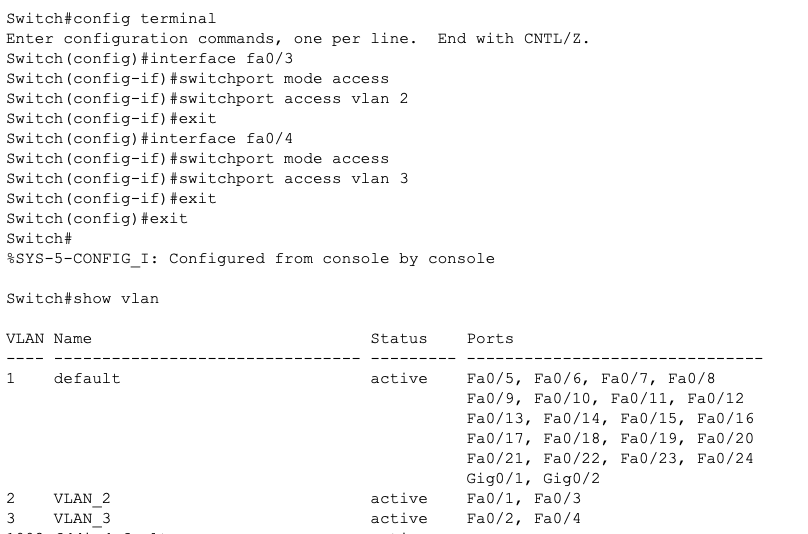 Switch#config terminal
Enter configuration commands, one per line.  End with CNTL/Z.
Switch(config)#interface fa0/3
Switch(config-if)#switchport mode access
Switch(config-if)#switchport access vlan 2
Switch(config-if)#exit
Switch(config)#interface fa0/4
Switch(config-if)#switchport mode access
Switch(config-if)#switchport access vlan 3
Switch(config-if)#exit
Switch(config)#exit
Switch#
%SYS-5-CONFIG_I: Configured from console by console
Switch#show vlan
VLAN Name                             Status    Ports
---- -------------------------------- --------- -------------------------------
1    default                          active    Fa0/5, Fa0/6, Fa0/7, Fa0/8
                                                Fa0/9, Fa0/10, Fa0/11, Fa0/12
                                                Fa0/13, Fa0/14, Fa0/15, Fa0/16
                                                Fa0/17, Fa0/18, Fa0/19, Fa0/20
                                                Fa0/21, Fa0/22, Fa0/23, Fa0/24
                                                Gig0/1, Gig0/2
2    VLAN_2                           active    Fa0/1, Fa0/3
3    VLAN_3                           active    Fa0/2, Fa0/4